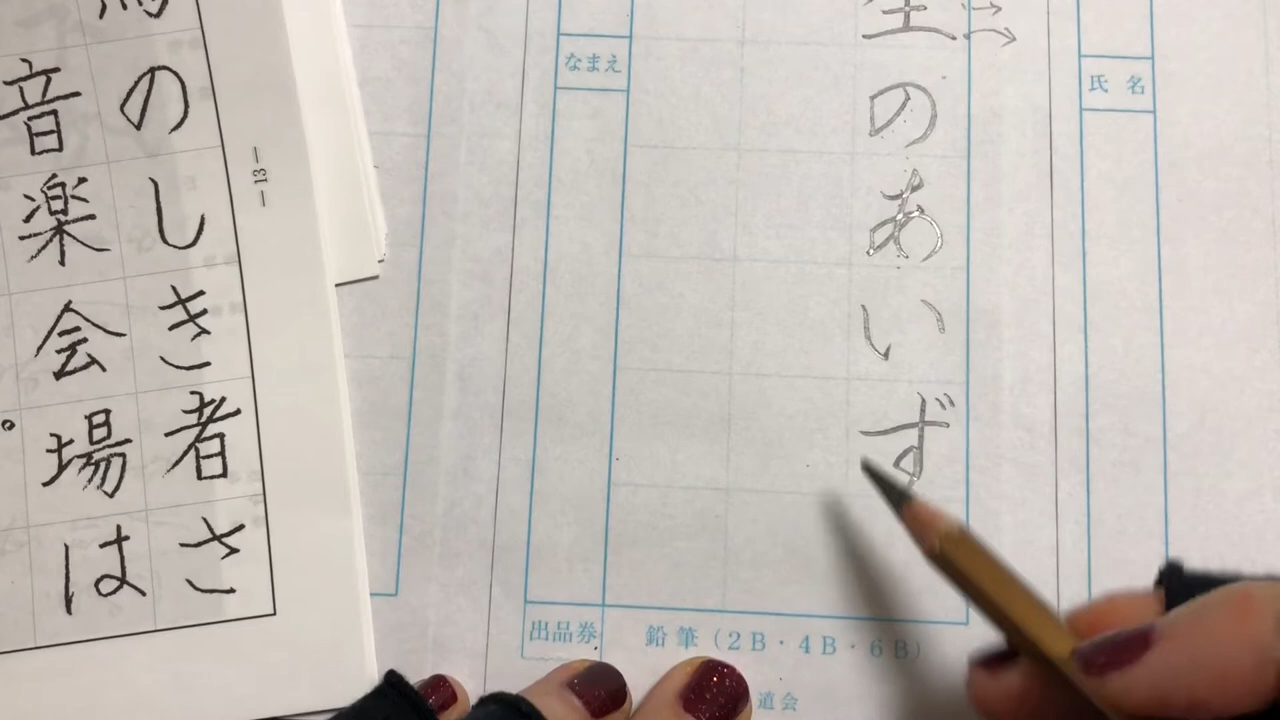 氏名
生のあいず
なまえ
出品券
鉛筆（2B・4B・6B）
道会
—13—
のしき者さ
音楽会場は
。